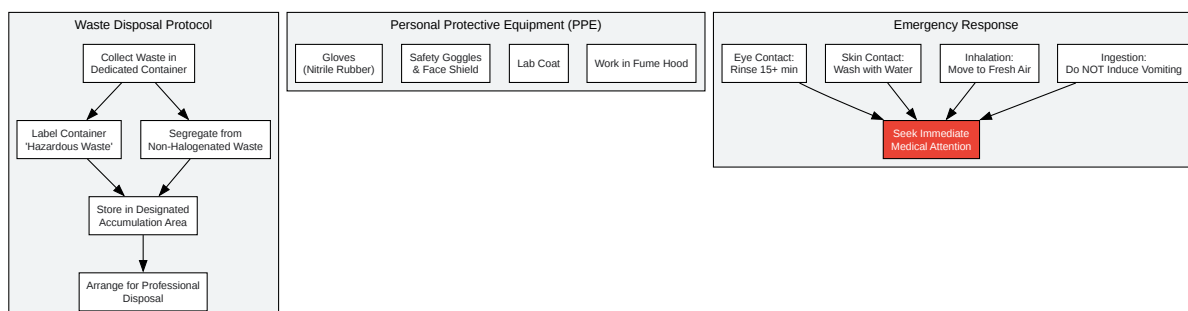 Waste Disposal Protocol
Collect Waste in
Dedicated Container
Label Container
'Hazardous Waste'
Segregate from
Non-Halogenated Waste
Store in Designated
Accumulation Area
Arrange for Professional
Disposal
Personal Protective Equipment (PPE)
Gloves
(Nitrile Rubber)
Safety Goggles
& Face Shield
Lab Coat
Work in Fume Hood
Emergency Response
Eye Contact:
Rinse 15+ min
Skin Contact:
Wash with Water
Inhalation:
Move to Fresh Air
Ingestion:
Do NOT Induce Vomiting
Seek Immediate
Medical Attention